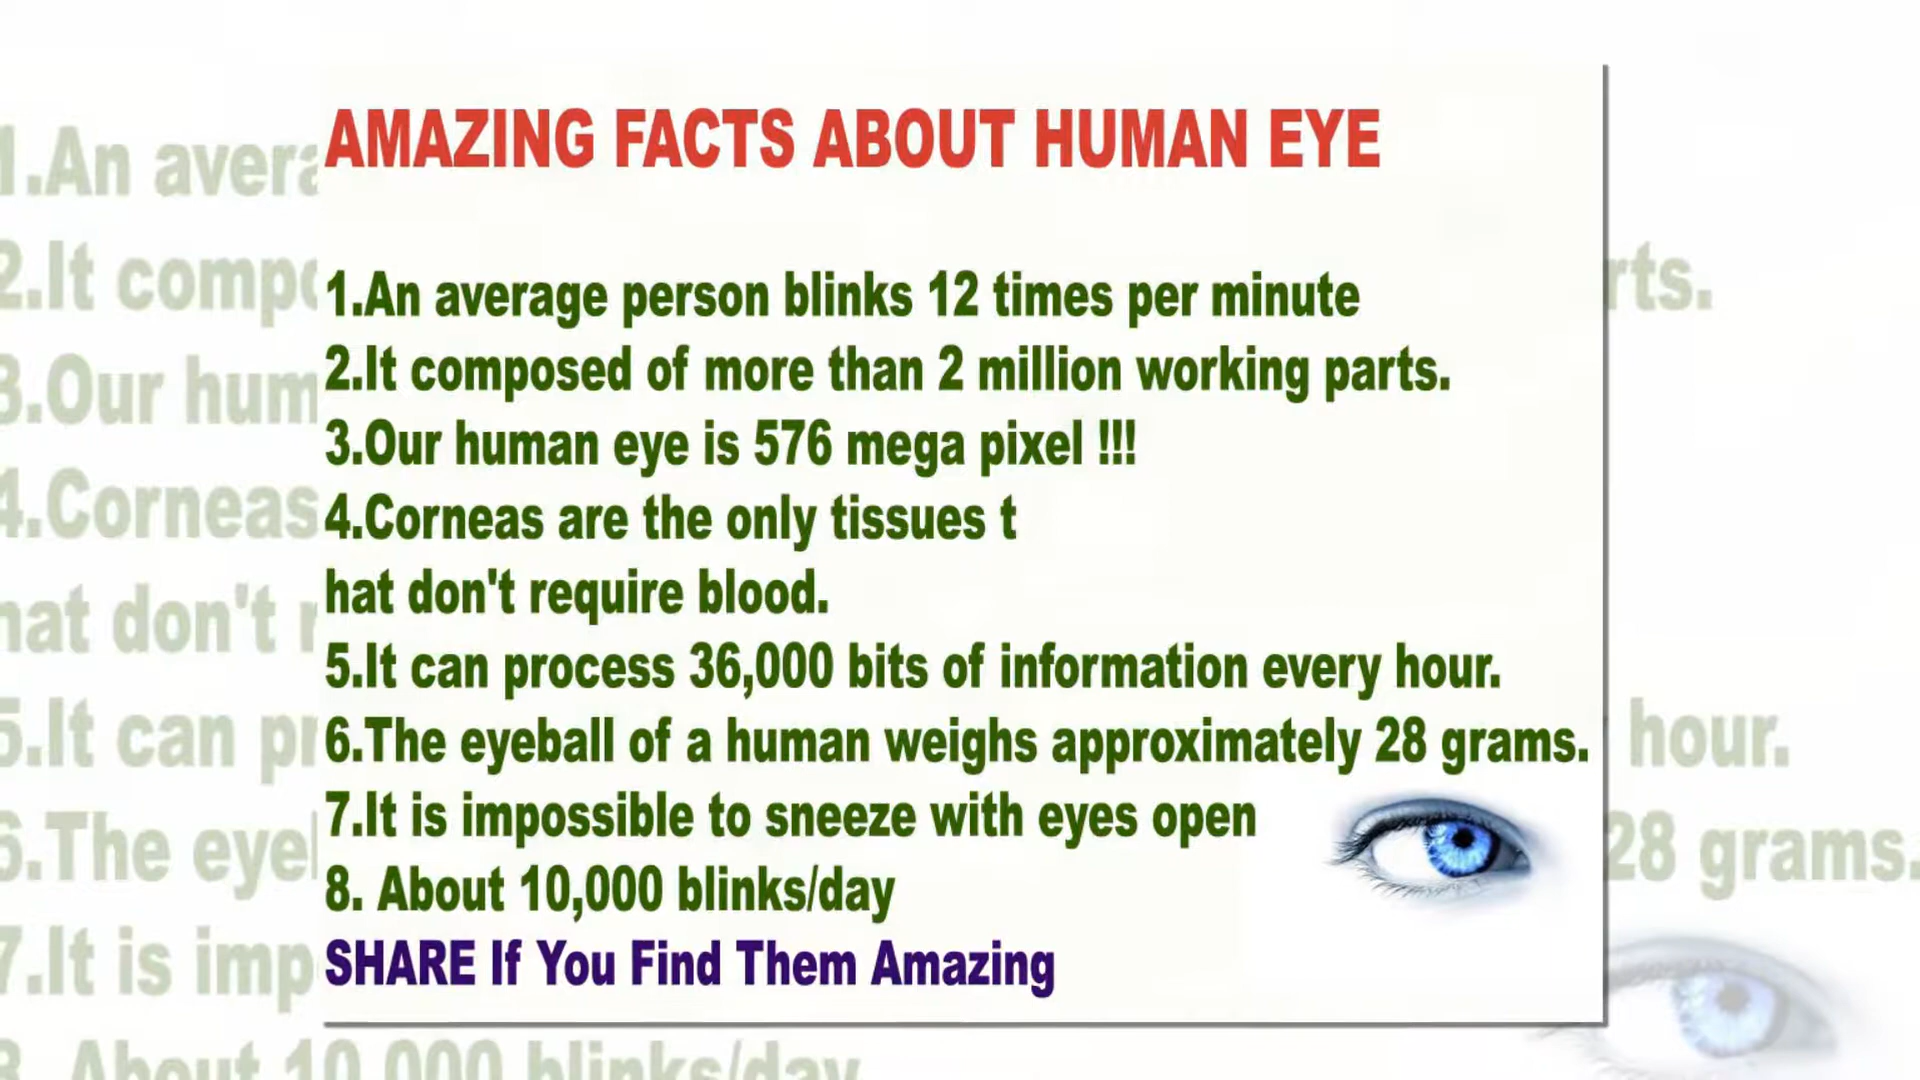 AMAZING FACTS ABOUT HUMAN EYE
1.An average person blinks 12 times per minute
2.It composed of more than 2 million working parts.
3.Our human eye is 576 mega pixel !!!
4.Corneas are the only tissues t
hat don't require blood.
5.It can process 36,000 bits of information every hour.
6.The eyeball of a human weighs approximately 28 grams.
7.It is impossible to sneeze with eyes open
8. About 10,000 blinks/day
SHARE If You Find Them Amazing